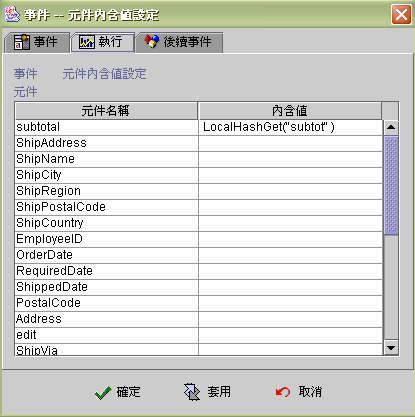 事件 -- 元件內含值設定
事件 執行 後續事件
事件 元件內含值設定
元件
元件名稱 內含值
subtotal LocalHashGet("subtot" )
ShipAddress
ShipName
ShipCity
ShipRegion
ShipPostalCode
ShipCountry
EmployeeID
OrderDate
RequiredDate
ShippedDate
PostalCode
Address
edit
ShipVia
確定 套用 取消